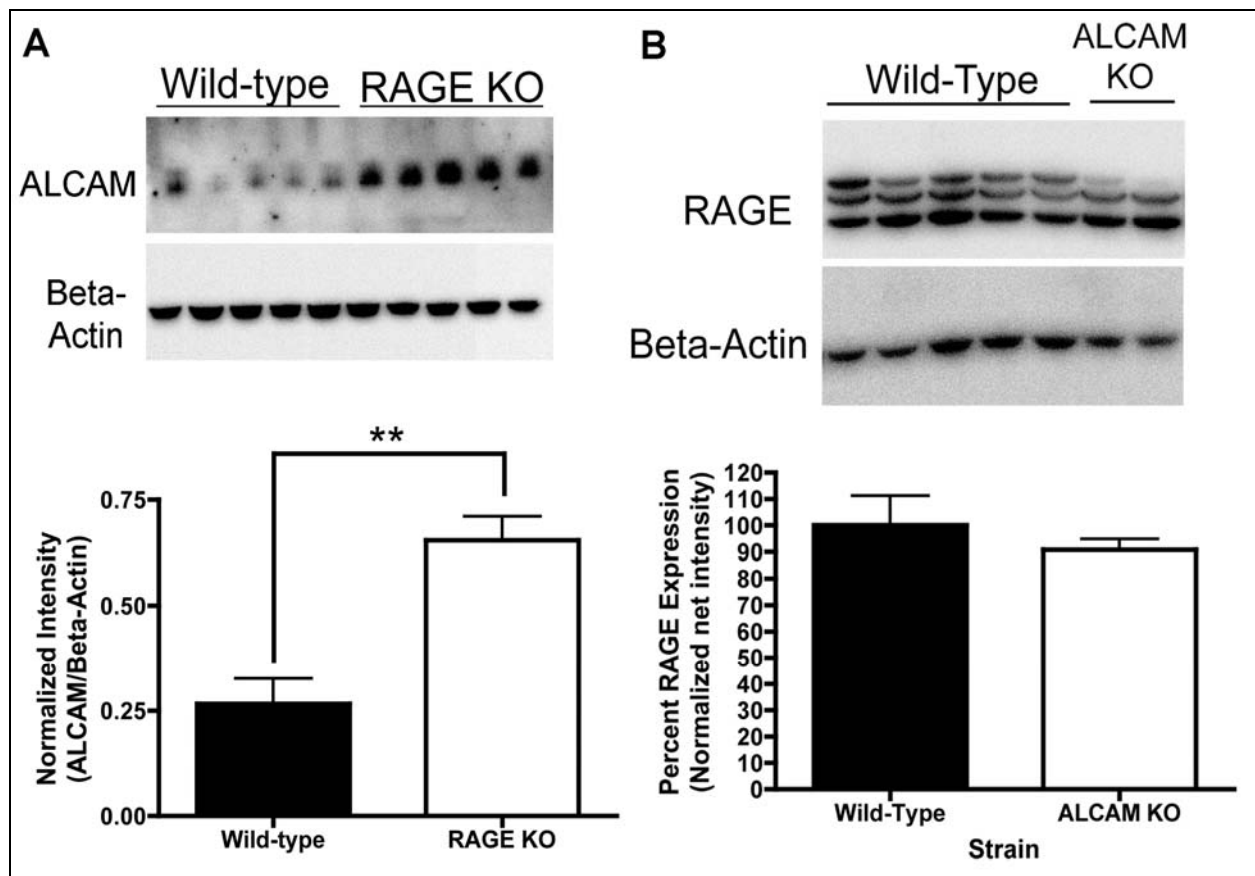 A
Wild-type RAGE KO
ALCAM
Beta-
Actin
**
0.75
0.50
0.25
0.00
Normalized Intensity
(ALCAM/Beta-Actin)
Wild-type
RAGE KO
B
ALCAM
KO
Wild-Type
RAGE
Beta-Actin
120
110
100
90
80
70
60
50
40
30
20
10
0
Percent RAGE Expression
(Normalized net intensity)
Wild-Type
ALCAM KO
Strain